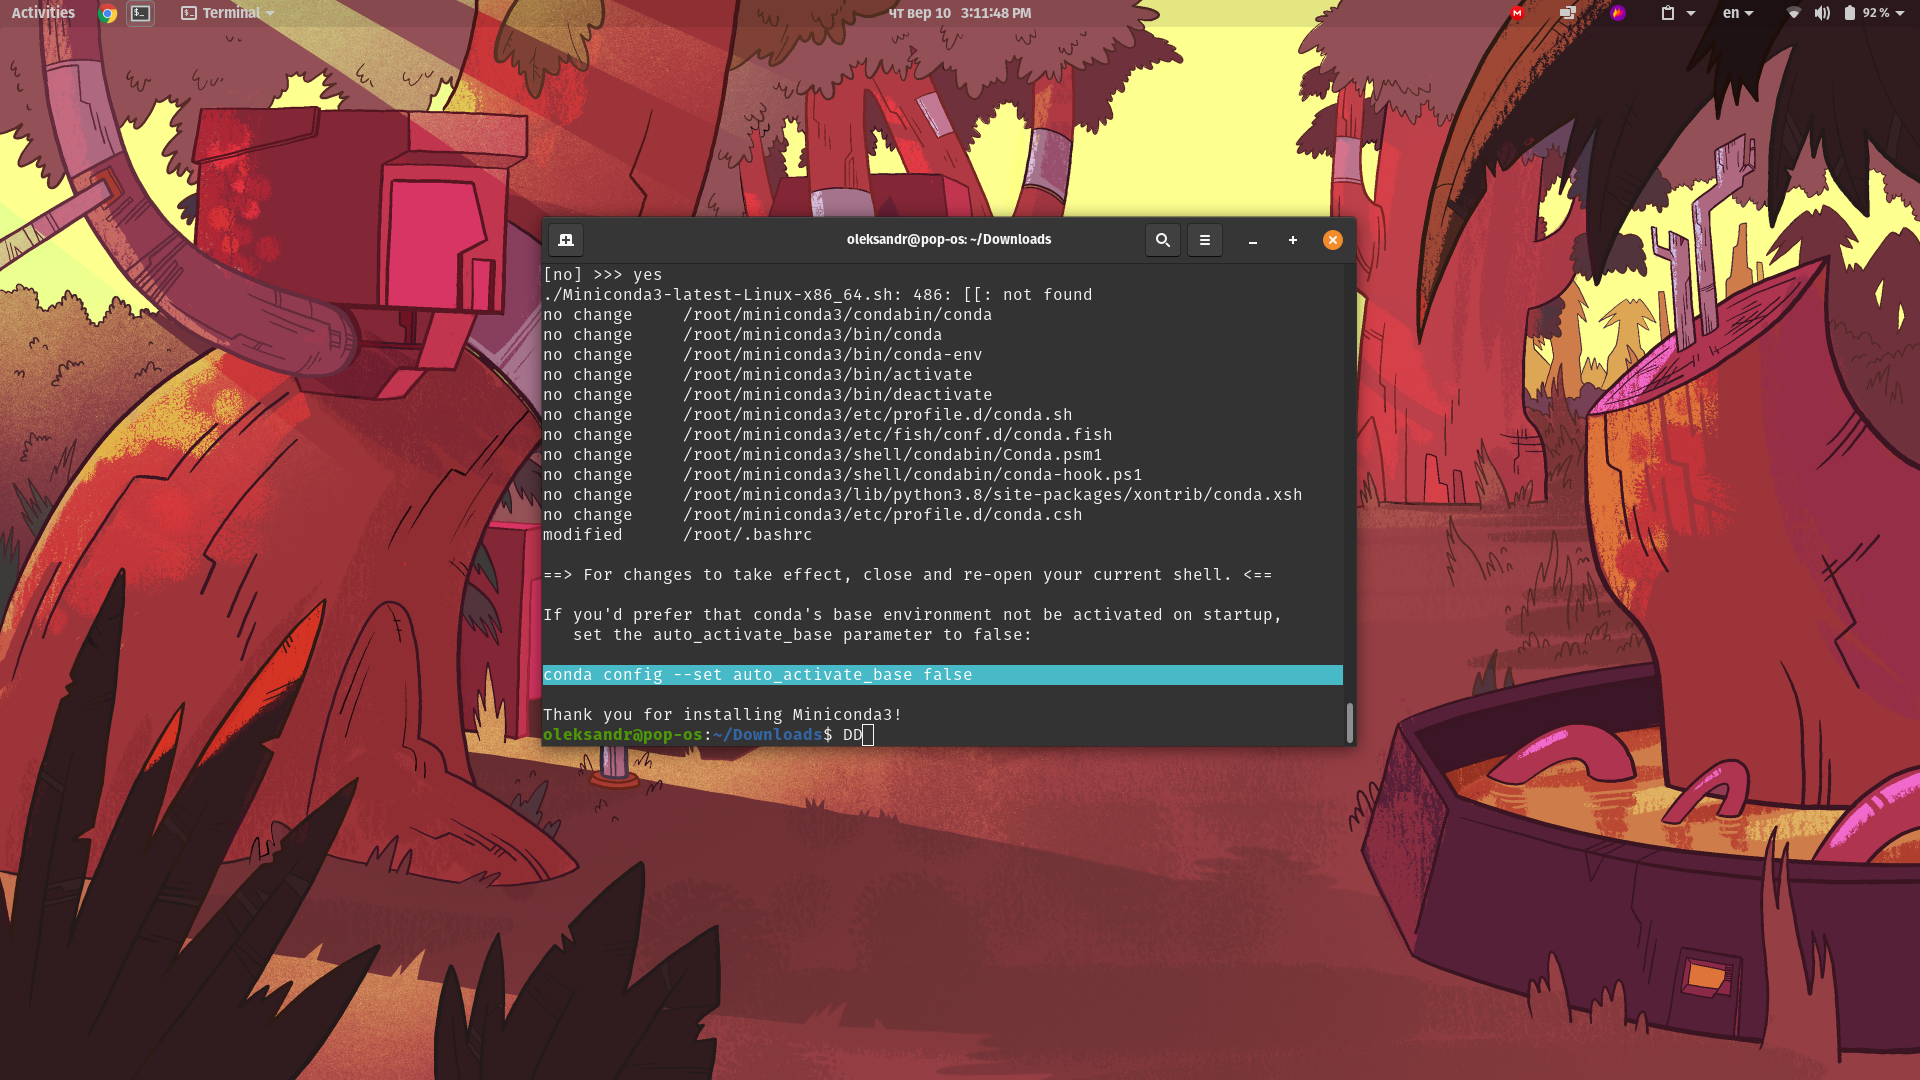 Activities
Terminal
чт вер 10 3:11:48 PM
en
92 %
oleksandr@pop-os: ~/Downloads
[no] >>> yes
./Miniconda3-latest-Linux-x86_64.sh: 486: [[: not found
no change     /root/miniconda3/condabin/conda
no change     /root/miniconda3/bin/conda
no change     /root/miniconda3/bin/conda-env
no change     /root/miniconda3/bin/activate
no change     /root/miniconda3/bin/deactivate
no change     /root/miniconda3/etc/profile.d/conda.sh
no change     /root/miniconda3/etc/fish/conf.d/conda.fish
no change     /root/miniconda3/shell/condabin/Conda.psm1
no change     /root/miniconda3/shell/condabin/conda-hook.ps1
no change     /root/miniconda3/lib/python3.8/site-packages/xontrib/conda.xsh
no change     /root/miniconda3/etc/profile.d/conda.csh
modified      /root/.bashrc
==> For changes to take effect, close and re-open your current shell. <==
If you'd prefer that conda's base environment not be activated on startup,
   set the auto_activate_base parameter to false:
conda config --set auto_activate_base false
Thank you for installing Miniconda3!
oleksandr@pop-os:~/Downloads$ DD